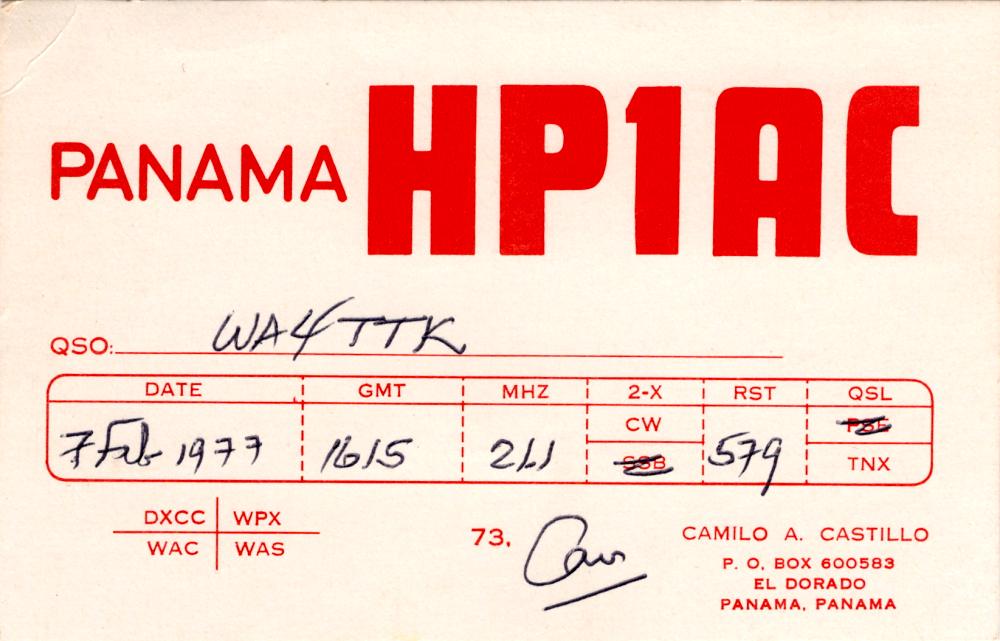 PANAMA HP1AC
QSO: WA4TTK
DATE GMT MHZ 2-X RST QSL
CW PSE
7 Feb 1977 1615 21.1 SSB 579 TNX
DXCC WPX
WAC WAS
73. Cam
CAMILO A. CASTILLO
P. O. BOX 600583
EL DORADO
PANAMA, PANAMA